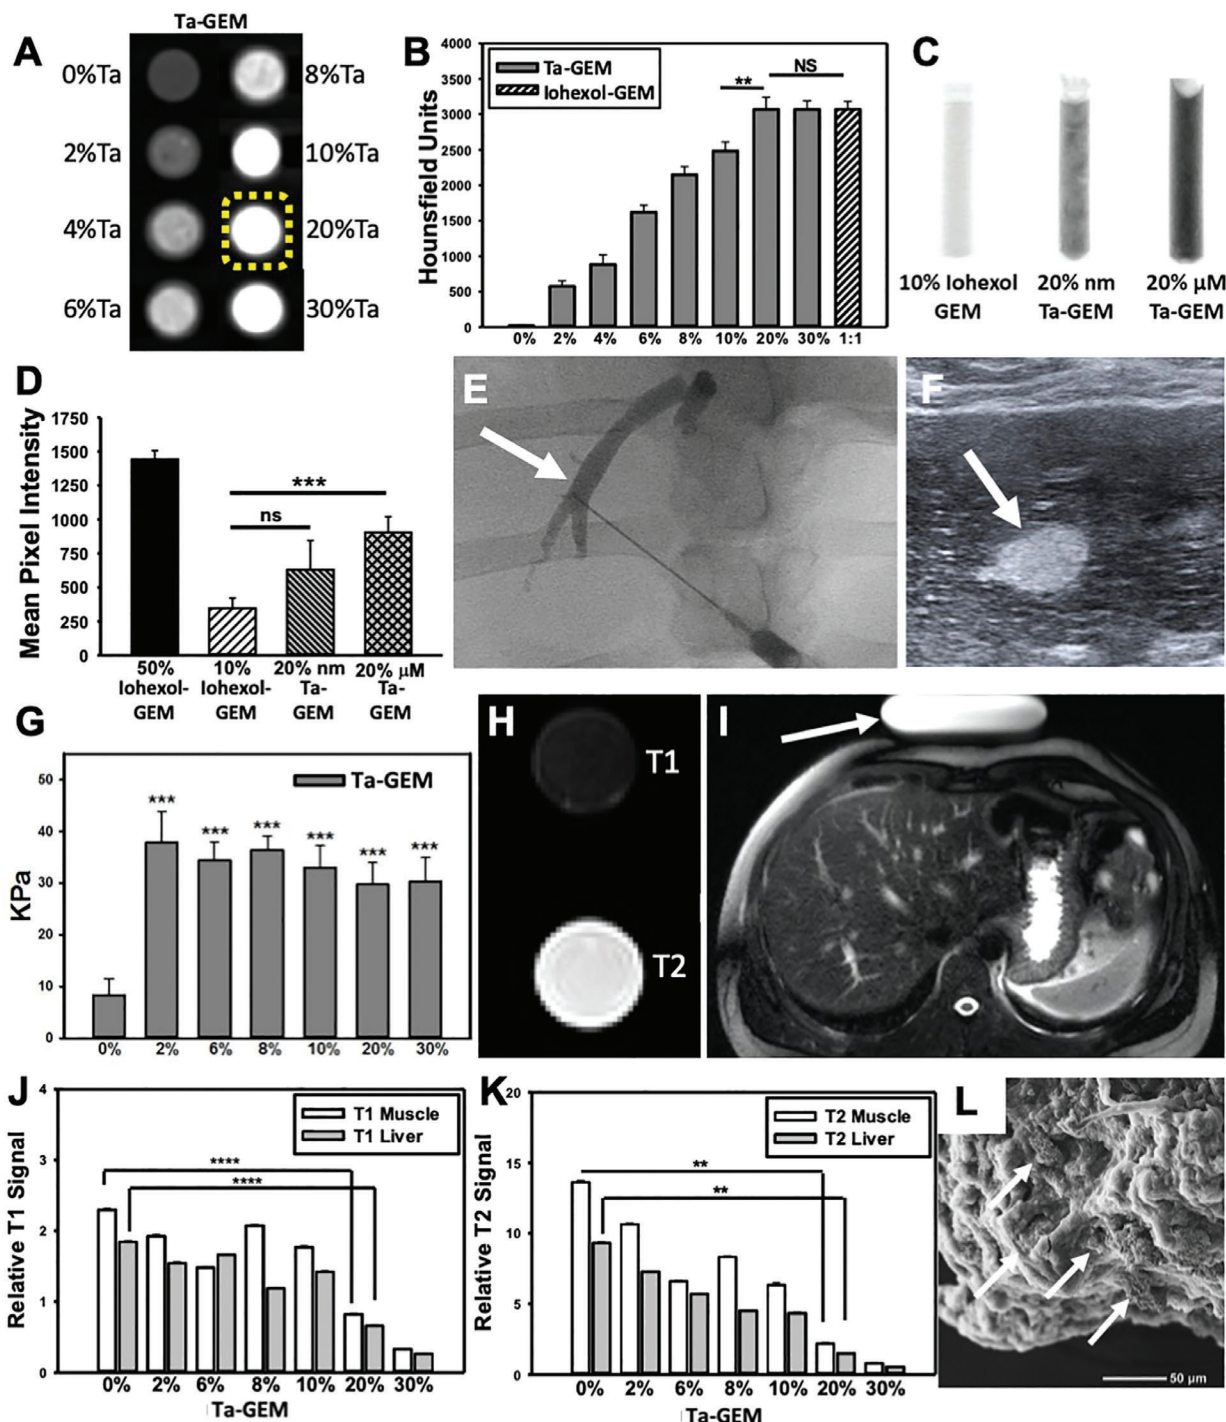 Ta-GEM
A
0%Ta
8%Ta
2%Ta
10%Ta
4%Ta
20%Ta
6%Ta
30%Ta
B
Hounsfield Units
4000
3500
3000
2500
2000
1500
1000
500
0
Ta-GEM
Iohexol-GEM
**
NS
0% 2% 4% 6% 8% 10% 20% 30% 1:1
C
10% Iohexol
GEM
20% nm
Ta-GEM
20% μM
Ta-GEM
D
Mean Pixel Intensity
1750
1500
1250
1000
750
500
250
0
***
ns
50%
Iohexol-
GEM
10%
Iohexol-
GEM
20% nm
Ta-
GEM
20% μM
Ta-
GEM
E
F
G
KPa
60
50
40
30
20
10
0
Ta-GEM
*** *** *** *** *** ***
0% 2% 6% 8% 10% 20% 30%
H
T1
T2
I
J
Relative T1 Signal
4
3
2
1
0
T1 Muscle
T1 Liver
****
****
0% 2% 6% 8% 10% 20% 30%
Ta-GEM
K
Relative T2 Signal
20
15
10
5
0
T2 Muscle
T2 Liver
**
**
0% 2% 6% 8% 10% 20% 30%
Ta-GEM
L
50 μm